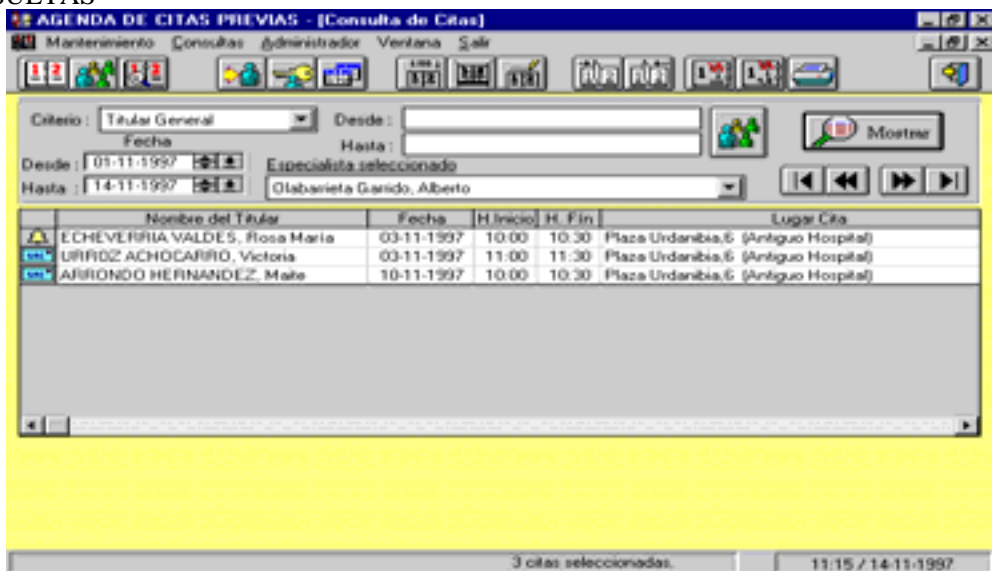 SULTAS
AGENDA DE CITAS PREVIAS - [Consulta de Citas]
Mantenimiento Consultas Administrador Ventana Salir
Criterio : Titular General Desde :
Fecha Hasta :
Desde : 01-11-1997 Especialista seleccionado
Hasta : 14-11-1997 Olabarrieta Garrido, Alberto
Mostrar
Nombre del Titular Fecha H.Inicio H. Fin Lugar Cita
ECHEVERRIA VALDES, Rosa María 03-11-1997 10:00 10:30 Plaza Urdanibia,6 (Antiguo Hospital)
URROZ ACHOCARRO, Victoria 03-11-1997 11:00 11:30 Plaza Urdanibia,6 (Antiguo Hospital)
ARRONDO HERNANDEZ, Maite 10-11-1997 10:00 10:30 Plaza Urdanibia,6 (Antiguo Hospital)
3 citas seleccionadas. 11:15 / 14-11-1997